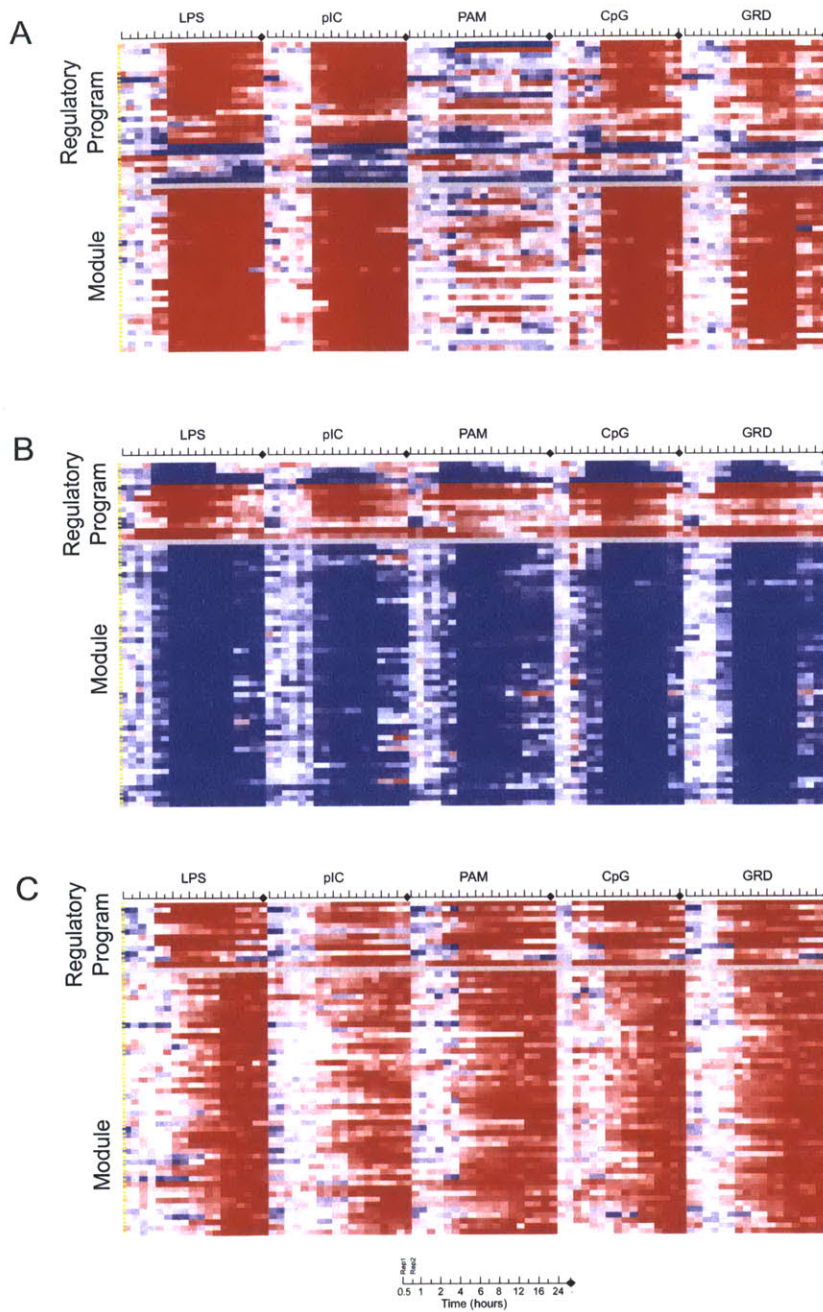 A
LPS pIC PAM CpG GRD
Regulatory
Program
Module
B
LPS pIC PAM CpG GRD
Regulatory
Program
Module
C
LPS pIC PAM CpG GRD
Regulatory
Program
Module
Rep1
Rep2
0.5 1 2 4 6 8 12 16 24
Time (hours)